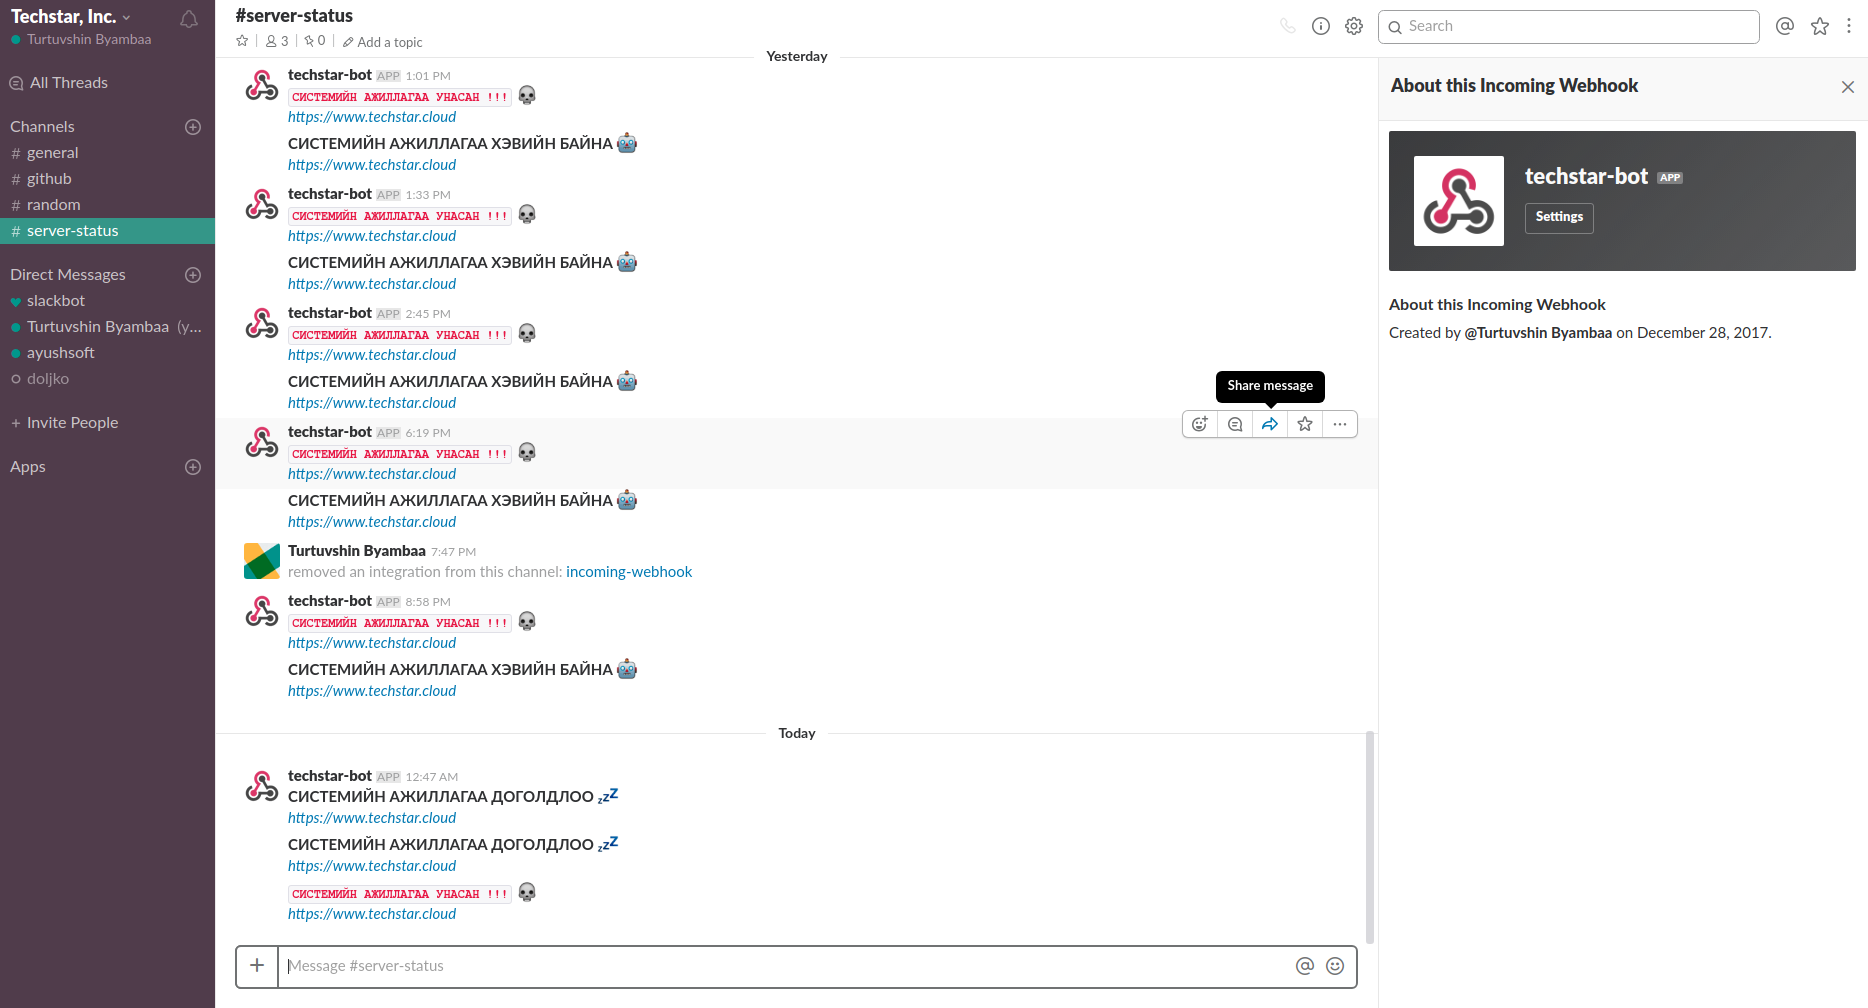 Techstar, Inc.
Turtuvshin Byambaa
All Threads
Channels
# general
# github
# random
# server-status
Direct Messages
slackbot
Turtuvshin Byambaa (y...
ayushsoft
doljko
+ Invite People
Apps
#server-status
3
0
Add a topic
Search
Yesterday
techstar-bot APP 1:01 PM
СИСТЕМИЙН АЖИЛЛАГАА УНАСАН !!!
https://www.techstar.cloud
СИСТЕМИЙН АЖИЛЛАГАА ХЭВИЙН БАЙНА
https://www.techstar.cloud
techstar-bot APP 1:33 PM
СИСТЕМИЙН АЖИЛЛАГАА УНАСАН !!!
https://www.techstar.cloud
СИСТЕМИЙН АЖИЛЛАГАА ХЭВИЙН БАЙНА
https://www.techstar.cloud
techstar-bot APP 2:45 PM
СИСТЕМИЙН АЖИЛЛАГАА УНАСАН !!!
https://www.techstar.cloud
СИСТЕМИЙН АЖИЛЛАГАА ХЭВИЙН БАЙНА
https://www.techstar.cloud
Share message
techstar-bot APP 6:19 PM
СИСТЕМИЙН АЖИЛЛАГАА УНАСАН !!!
https://www.techstar.cloud
СИСТЕМИЙН АЖИЛЛАГАА ХЭВИЙН БАЙНА
https://www.techstar.cloud
Turtuvshin Byambaa 7:47 PM
removed an integration from this channel: incoming-webhook
techstar-bot APP 8:58 PM
СИСТЕМИЙН АЖИЛЛАГАА УНАСАН !!!
https://www.techstar.cloud
СИСТЕМИЙН АЖИЛЛАГАА ХЭВИЙН БАЙНА
https://www.techstar.cloud
Today
techstar-bot APP 12:47 AM
СИСТЕМИЙН АЖИЛЛАГАА ДОГОЛДЛОО zzZ
https://www.techstar.cloud
СИСТЕМИЙН АЖИЛЛАГАА ДОГОЛДЛОО zzZ
https://www.techstar.cloud
СИСТЕМИЙН АЖИЛЛАГАА УНАСАН !!!
https://www.techstar.cloud
Message #server-status
About this Incoming Webhook
techstar-bot APP
Settings
About this Incoming Webhook
Created by @Turtuvshin Byambaa on December 28, 2017.